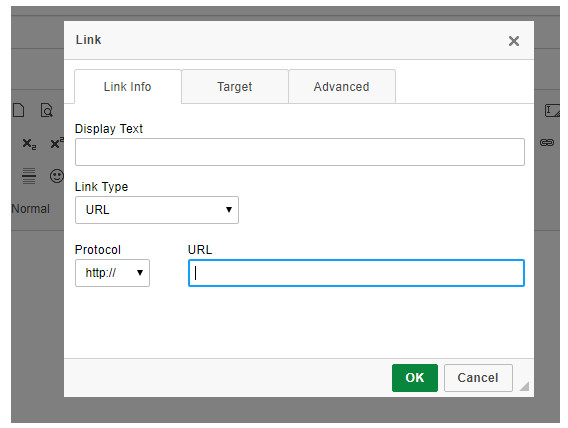 Link
Link Info
Target
Advanced
Display Text
Link Type
URL
Protocol
URL
http://
OK
Cancel
Normal